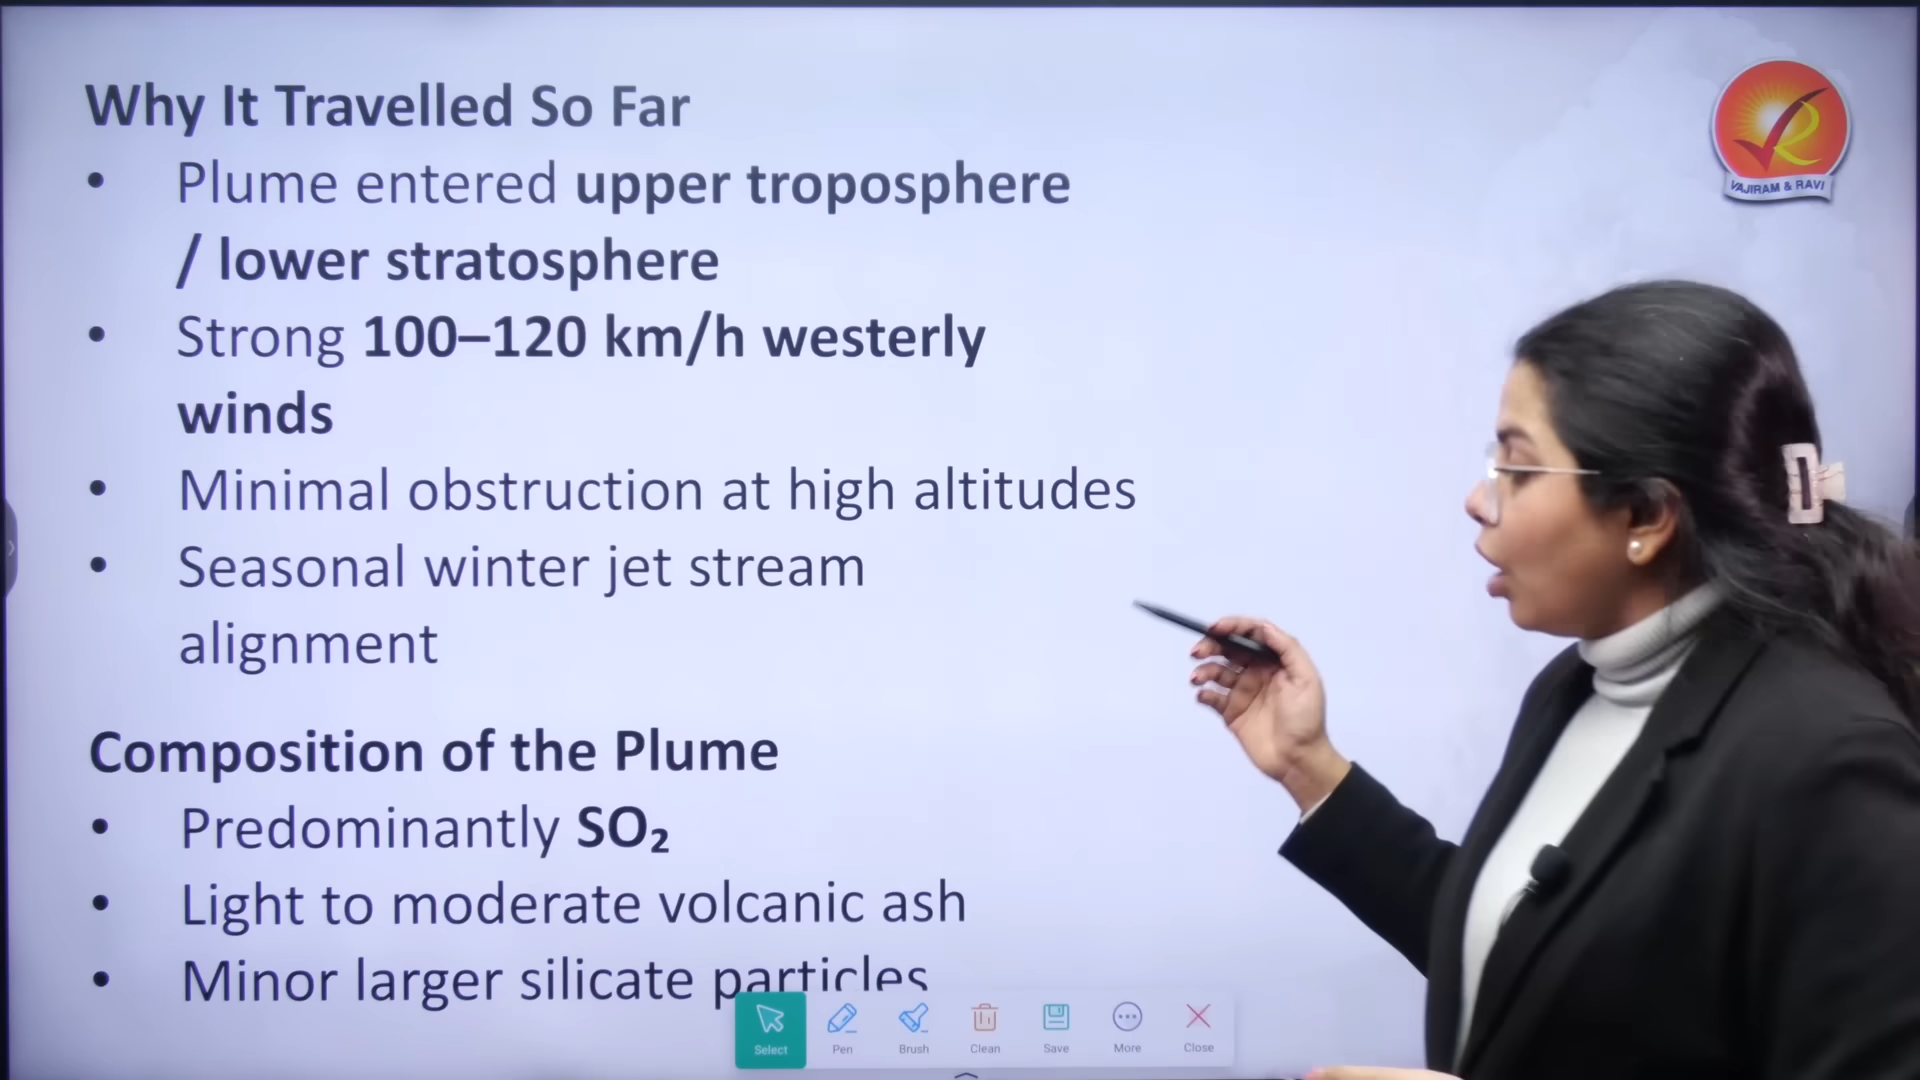 Why It Travelled So Far
• Plume entered upper troposphere
/ lower stratosphere
• Strong 100–120 km/h westerly
winds
• Minimal obstruction at high altitudes
• Seasonal winter jet stream
alignment
Composition of the Plume
• Predominantly SO₂
• Light to moderate volcanic ash
• Minor larger silicate particles
VAJIRAM & RAVI
Select
Pen
Brush
Clean
Save
More
Close